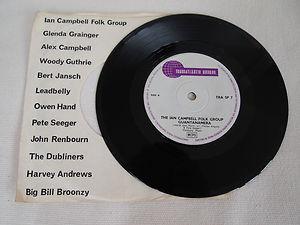 Ian Campbell Folk Group
Glenda Grainger
Alex Campbell
Woody Guthrie
Bert Jansch
Leadbelly
Owen Hand
Pete Seeger
John Renbourn
The Dubliners
Harvey Andrews
Big Bill Broonzy
TRANSATLANTIC RECORDS
SIDE A
TRA SP 7
THE IAN CAMPBELL FOLK GROUP
GUANTANAMERA